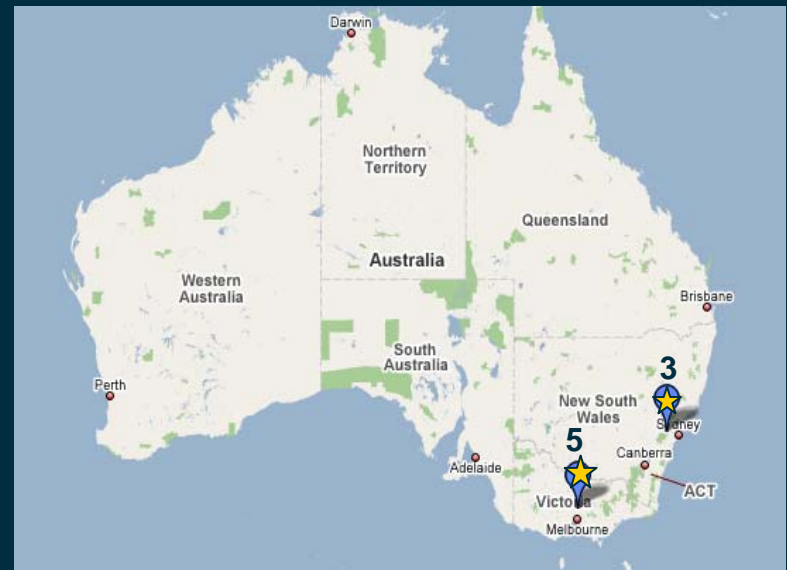 Darwin
Northern
Territory
Queensland
Australia
Western
Australia
Brisbane
South
Australia
3
Perth
New South
Wales
Sydney
5
Canberra
Adelaide
ACT
Victoria
Melbourne